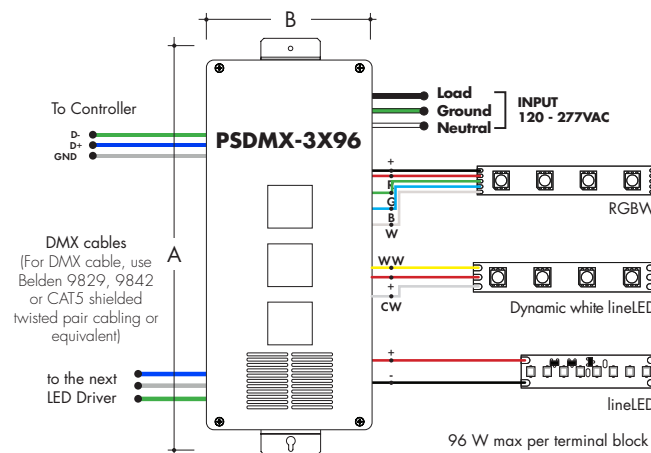 B
To Controller
D-
D+
GND
PSDMX-3X96
Load
Ground
Neutral
INPUT
120 - 277VAC
+
R
G
B
W
RGBW
A
DMX cables
(For DMX cable, use
Belden 9829, 9842
or CAT5 shielded
twisted pair cabling or
equivalent)
WW
+
CW
Dynamic white lineLED
to the next
LED Driver
+
-
lineLED
96 W max per terminal block